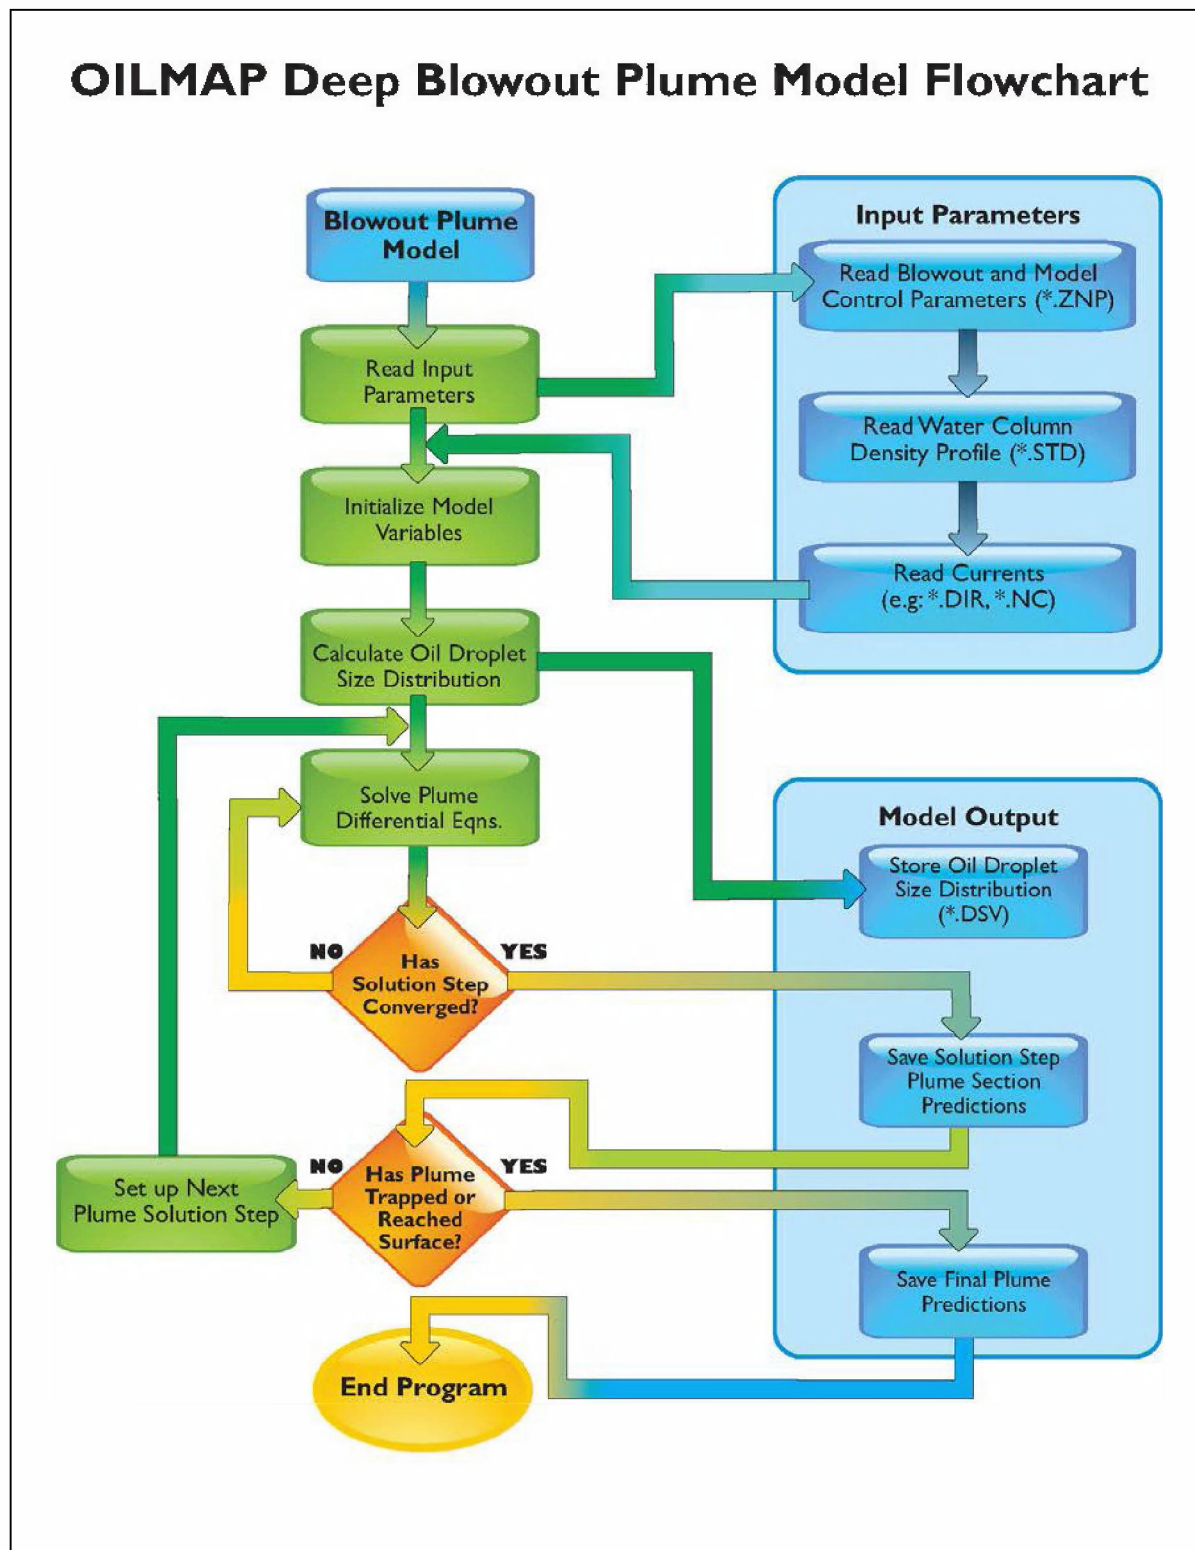 OILMAP Deep Blowout Plume Model Flowchart
Blowout Plume
Model
Read Input
Parameters
Input Parameters
Read Blowout and Model
Control Parameters (*.ZNP)
Read Water Column
Density Profile (*.STD)
Read Currents
(e.g: *.DIR, *.NC)
Initialize Model
Variables
Calculate Oil Droplet
Size Distribution
Solve Plume
Differential Eqns.
Model Output
Store Oil Droplet
Size Distribution
(*.DSV)
NO
YES
Has
Solution Step
Converged?
Save Solution Step
Plume Section
Predictions
NO
YES
Has Plume
Trapped or
Reached
Surface?
Set up Next
Plume Solution Step
Save Final Plume
Predictions
End Program